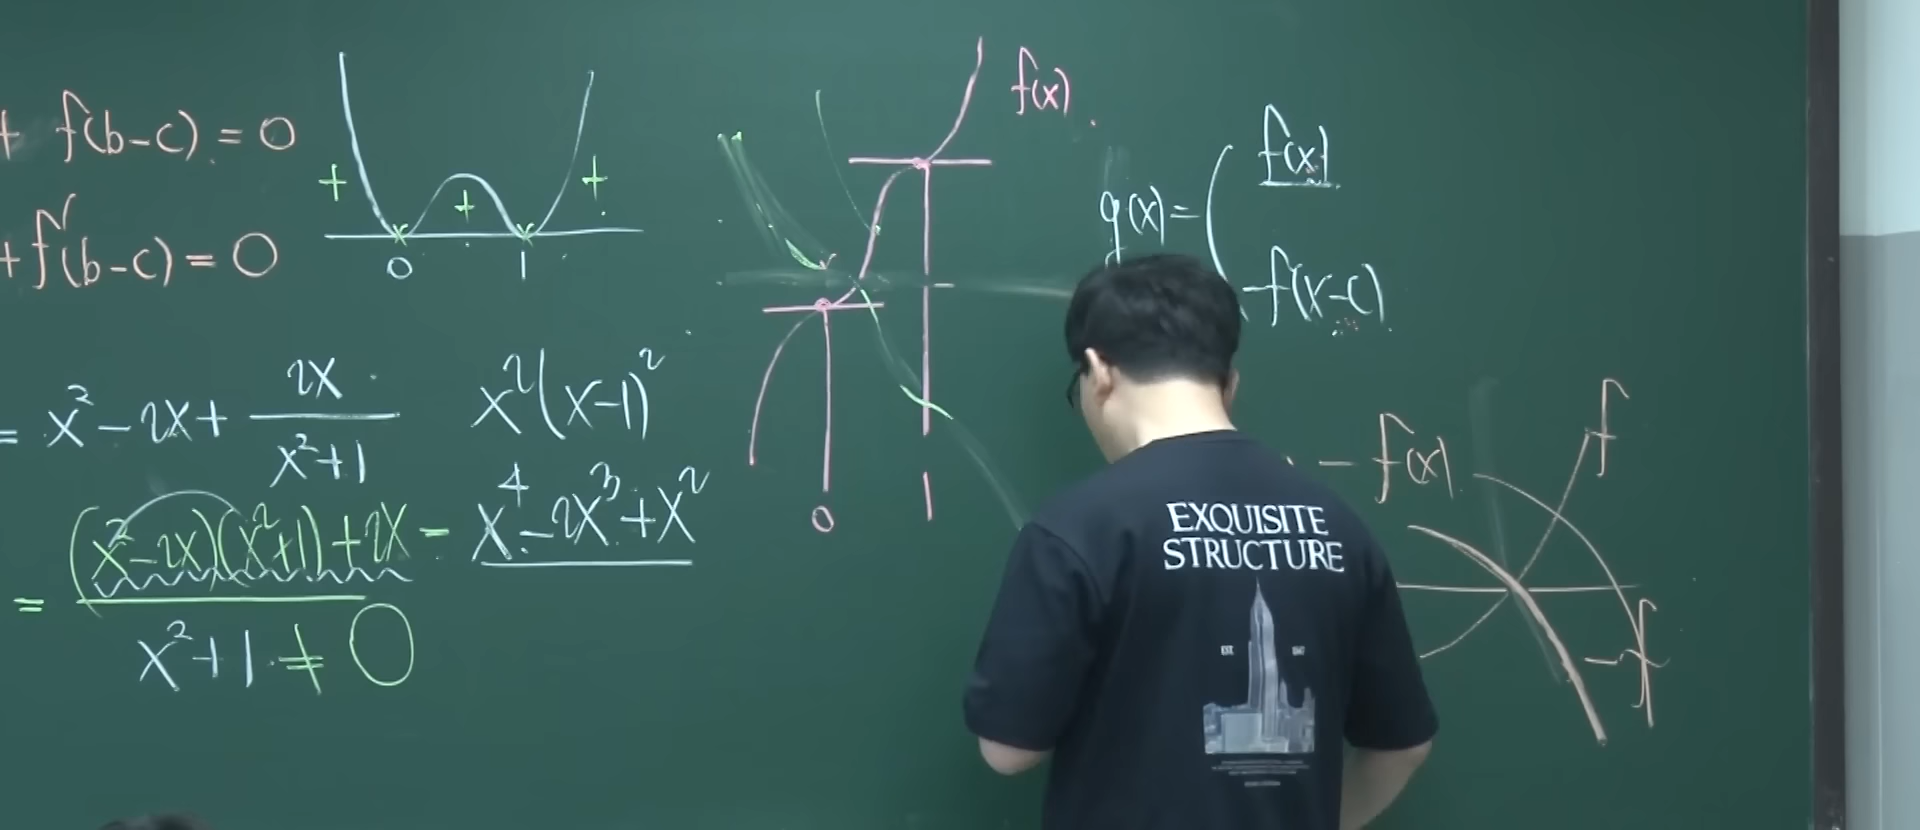 + f(b-c) = 0
+ f'(b-c) = 0
+ + +
0 1
= x² - 2x + 2x / x²+1
x²(x-1)²
= (x²-2x)(x²+1)+2x = x⁴-2x³+x²
x²+1 ≠ 0
f(x)
0 1
g(x) = ( f(x)
-f(x-c)
-f(x)
f
-f
EXQUISITE
STRUCTURE
EST.